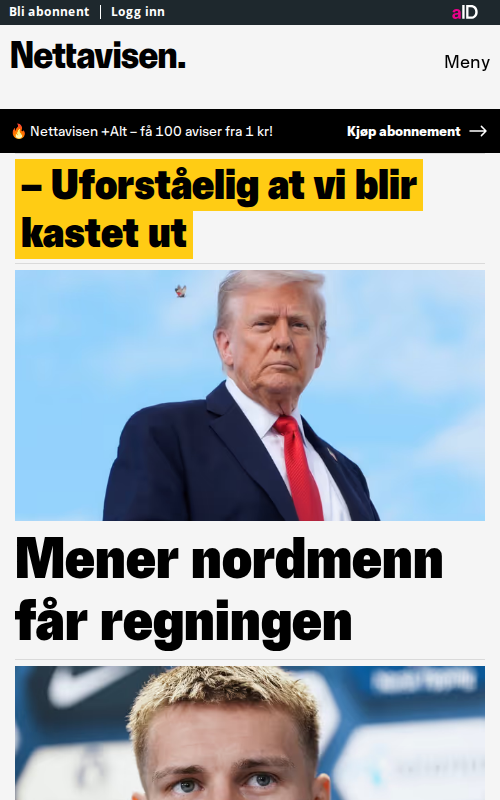 Bli abonnent
Logg inn
aID
Nettavisen.
Meny
Nettavisen +Alt – få 100 aviser fra 1 kr!
Kjøp abonnement
– Uforståelig at vi blir
kastet ut
Mener nordmenn
får regningen